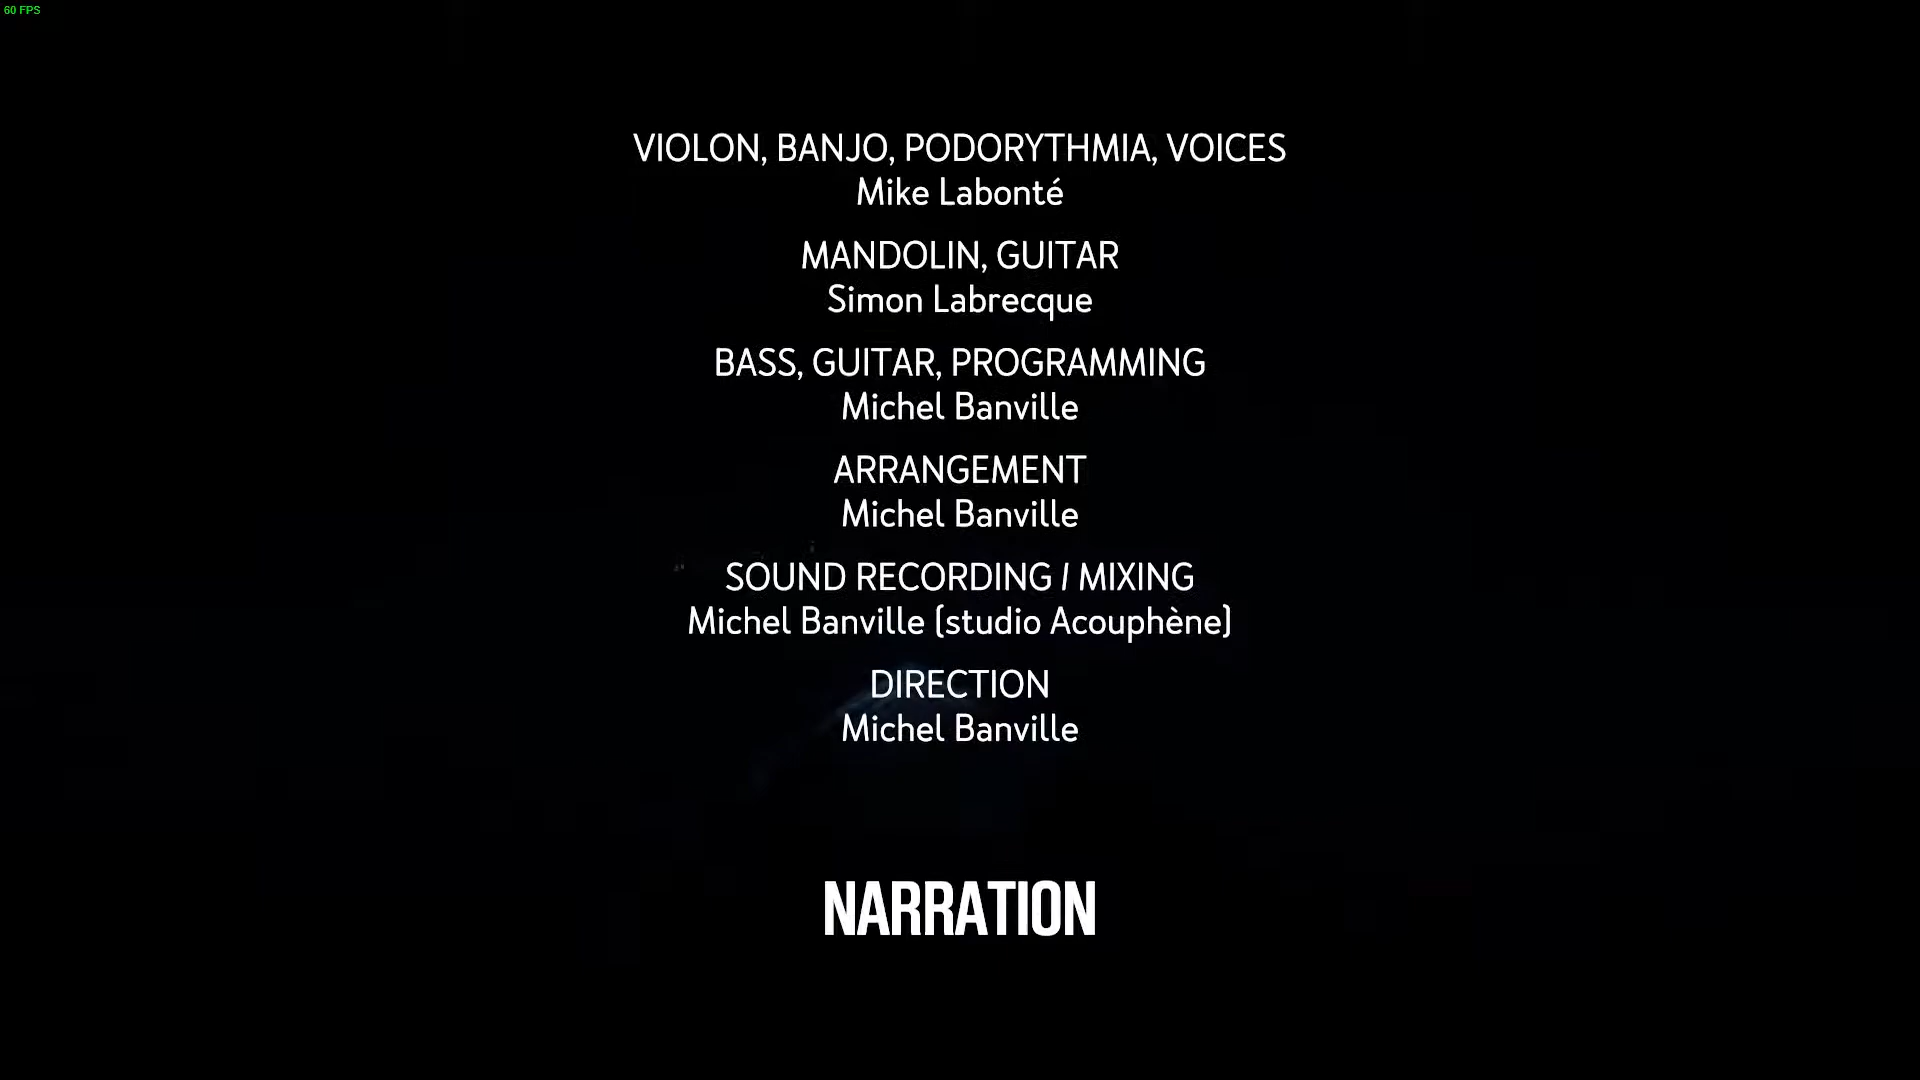 60 FPS
VIOLON, BANJO, PODORYTHMIA, VOICES
Mike Labonté
MANDOLIN, GUITAR
Simon Labrecque
BASS, GUITAR, PROGRAMMING
Michel Banville
ARRANGEMENT
Michel Banville
SOUND RECORDING / MIXING
Michel Banville (studio Acouphène)
DIRECTION
Michel Banville
NARRATION